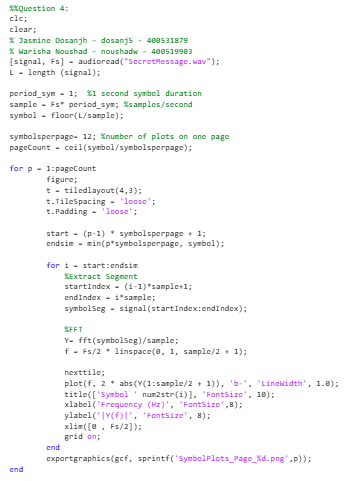 %%Question 4:
clc;
clear;
% Jasmine Dosanjh - dosanj5 - 400531879
% Warisha Noushad - noushadw - 400519903
[signal, Fs] = audioread("SecretMessage.wav");
L = length (signal);
period_sym = 1; %1 second symbol duration
sample = Fs* period_sym; %samples/second
symbol = floor(L/sample);
symbolsperpage= 12; %number of plots on one page
pageCount = ceil(symbol/symbolsperpage);
for p = 1:pageCount
figure;
t = tiledlayout(4,3);
t.TileSpacing = 'loose';
t.Padding = 'loose';
start = (p-1) * symbolsperpage + 1;
endsim = min(p*symbolsperpage, symbol);
for i = start:endsim
%Extract Segment
startIndex = (i-1)*sample+1;
endIndex = i*sample;
symbolSeg = signal(startIndex:endIndex);
%FFT
Y= fft(symbolSeg)/sample;
f = Fs/2 * linspace(0, 1, sample/2 + 1);
nexttile;
plot(f, 2 * abs(Y(1:sample/2 + 1)), 'b-', 'LineWidth', 1.0);
title(['Symbol ' num2str(i)], 'FontSize', 10);
xlabel('Frequency (Hz)', 'FontSize',8);
ylabel('|Y(f)|', 'FontSize', 8);
xlim([0 , Fs/2]);
grid on;
end
exportgraphics(gcf, sprintf('SymbolPlots_Page_%d.png',p));
end